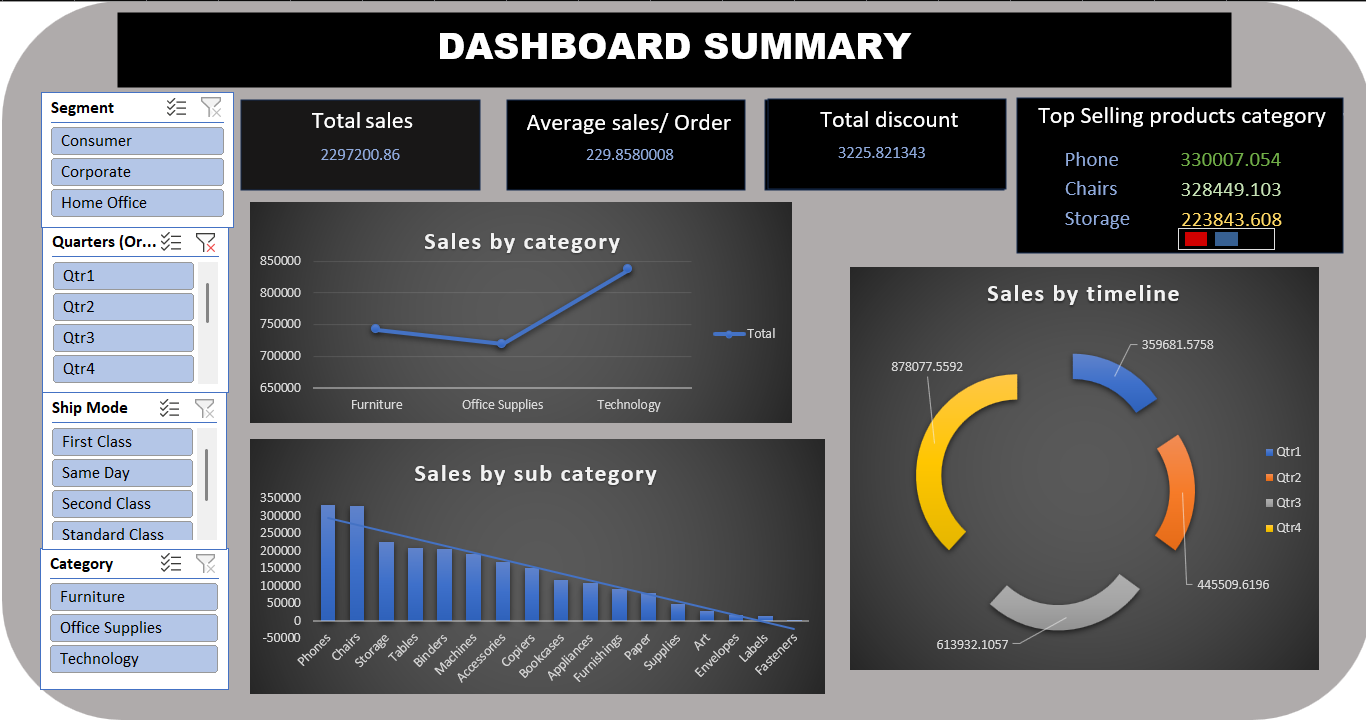 DASHBOARD SUMMARY
Segment
Consumer
Corporate
Home Office
Quarters (Or...
Qtr1
Qtr2
Qtr3
Qtr4
Ship Mode
First Class
Same Day
Second Class
Standard Class
Category
Furniture
Office Supplies
Technology
Total sales
2297200.86
Average sales/ Order
229.8580008
Total discount
3225.821343
Top Selling products category
Phone 330007.054
Chairs 328449.103
Storage 223843.608
Sales by category
850000
800000
750000
700000
650000
Furniture Office Supplies Technology
Total
Sales by sub category
350000
300000
250000
200000
150000
100000
50000
0
-50000
Phones
Chairs
Storage
Tables
Binders
Machines
Accessories
Copiers
Bookcases
Appliances
Furnishings
Paper
Supplies
Art
Envelopes
Labels
Fasteners
Sales by timeline
359681.5758
878077.5592
445509.6196
613932.1057
Qtr1
Qtr2
Qtr3
Qtr4